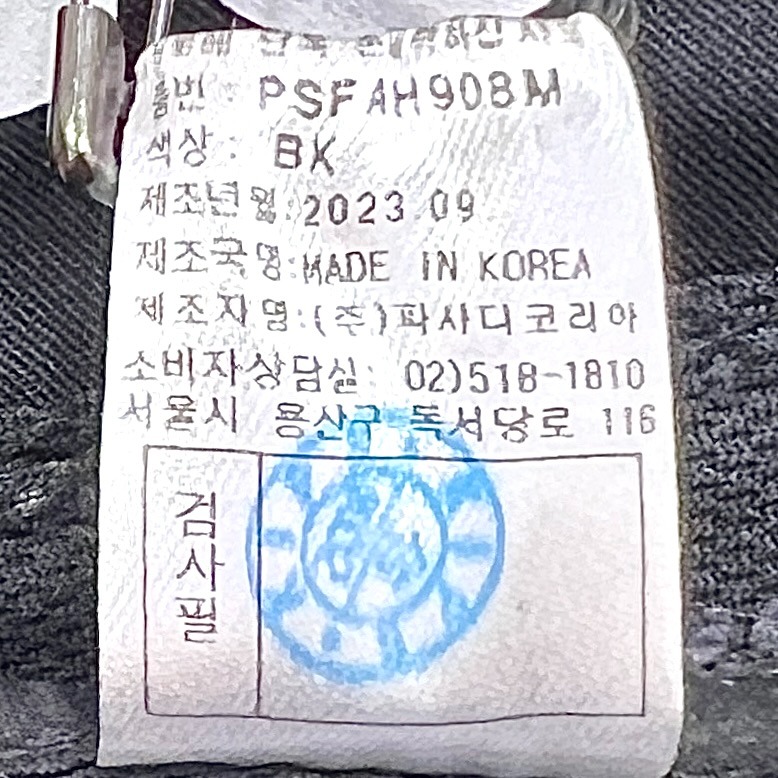 품번 : PSFAH908M
색상 : BK
제조년월:2023.09
제조국명:MADE IN KOREA
제조자명:(주)파사디코리아
소비자상담실: 02)518-1810
서울시 용산구 독서당로 116
검사필